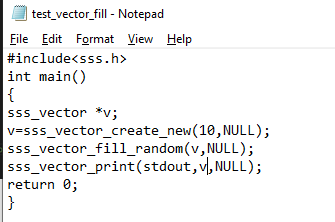 test_vector_fill - Notepad
File Edit Format View Help
#include<sss.h>
int main()
{
sss_vector *v;
v=sss_vector_create_new(10,NULL);
sss_vector_fill_random(v,NULL);
sss_vector_print(stdout,v,NULL);
return 0;
}